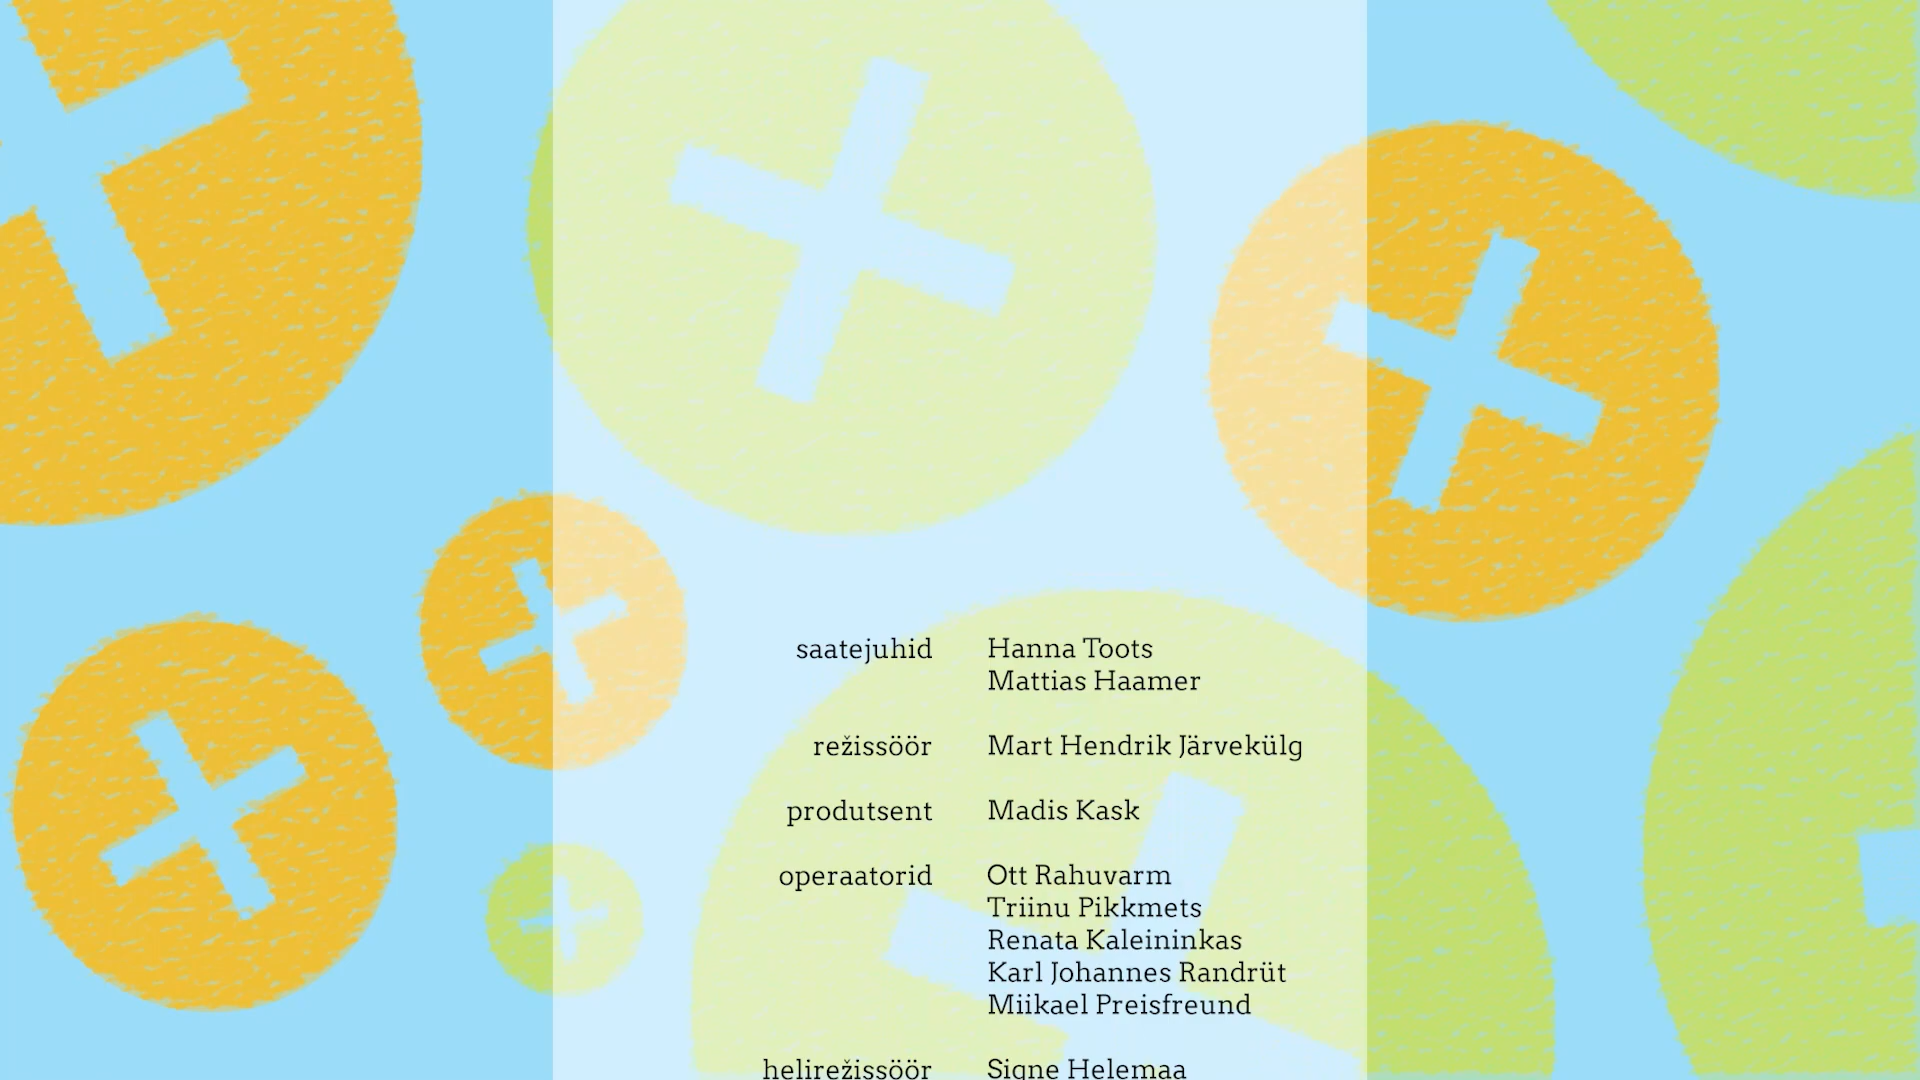 saatejuhid Hanna Toots
Mattias Haamer
režissöör Mart Hendrik Järvekülg
produtsent Madis Kask
operaatorid Ott Rahuvarm
Triinu Pikkmets
Renata Kaleininkas
Karl Johannes Randrüt
Miikael Preisfreund
helirežissöör Signe Helemaa